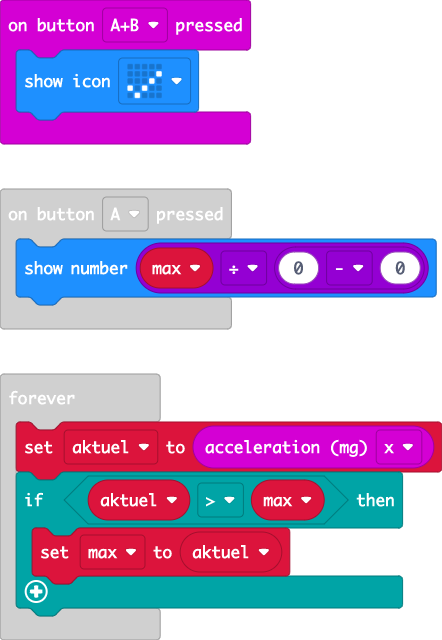 on button A+B pressed
show icon
on button A pressed
show number max ÷ 0 - 0
forever
set aktuel to acceleration (mg) x
if aktuel > max then
set max to aktuel